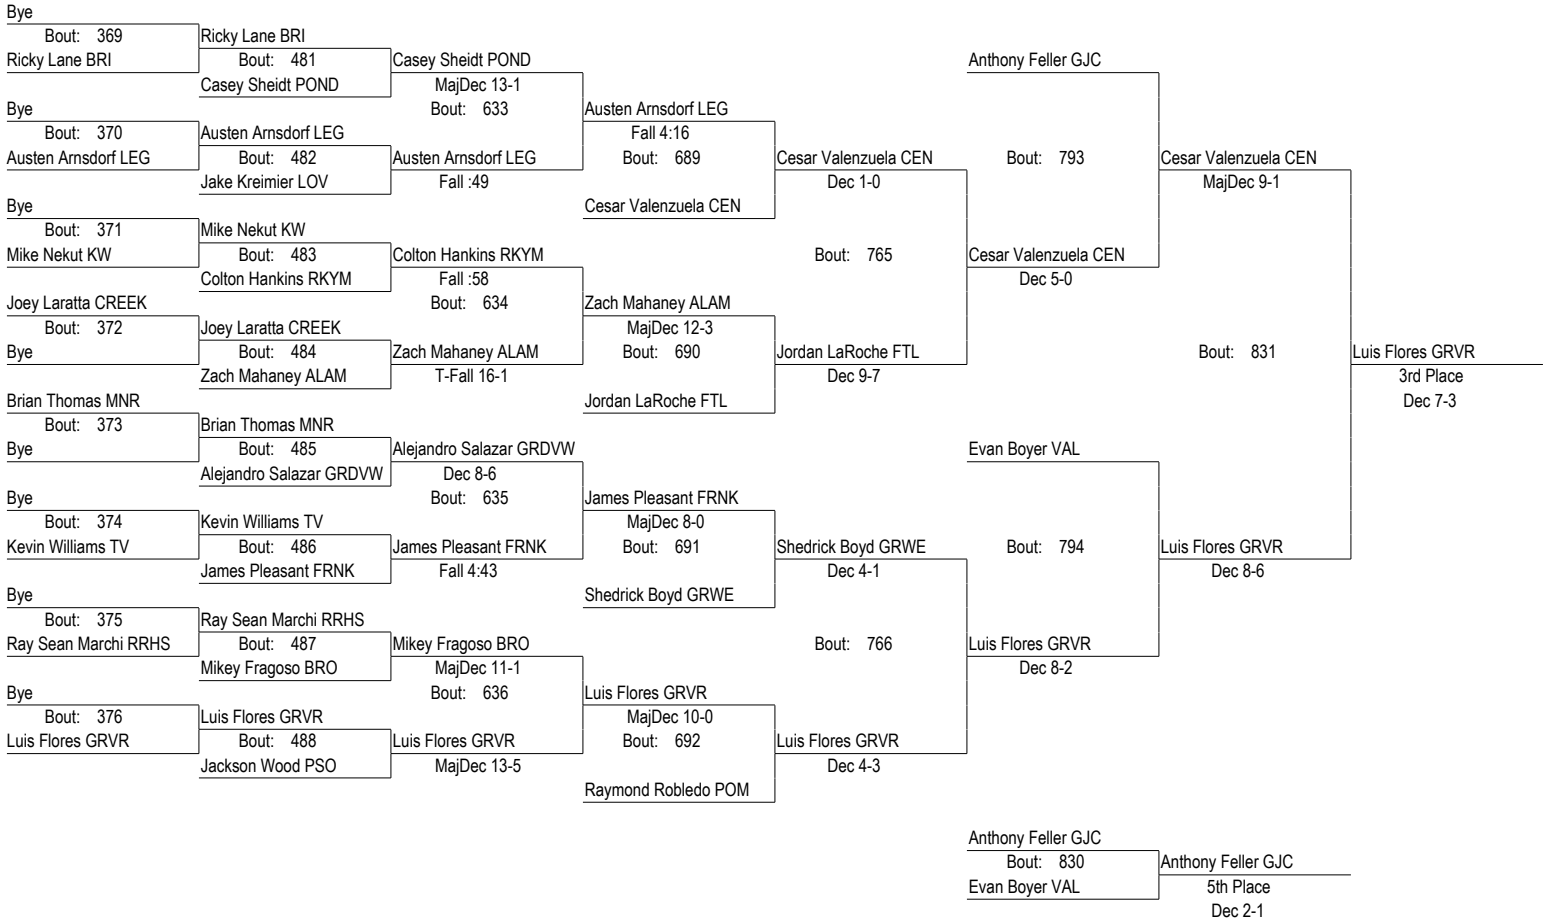 Bye
Bout: 369
Ricky Lane BRI
Ricky Lane BRI
Bout: 481
Casey Sheidt POND
Casey Sheidt POND
MajDec 13-1
Bout: 633
Bye
Bout: 370
Austen Arnsdorf LEG
Austen Arnsdorf LEG
Bout: 482
Jake Kreimier LOV
Austen Arnsdorf LEG
Fall :49
Austen Arnsdorf LEG
Fall 4:16
Bout: 689
Cesar Valenzuela CEN
Cesar Valenzuela CEN
Dec 1-0
Bout: 765
Bye
Bout: 371
Mike Nekut KW
Mike Nekut KW
Bout: 483
Colton Hankins RKYM
Colton Hankins RKYM
Fall :58
Bout: 634
Joey Laratta CREEK
Bout: 372
Bye
Joey Laratta CREEK
Bout: 484
Zach Mahaney ALAM
Zach Mahaney ALAM
T-Fall 16-1
Zach Mahaney ALAM
MajDec 12-3
Bout: 690
Jordan LaRoche FTL
Jordan LaRoche FTL
Dec 9-7
Anthony Feller GJC
Bout: 793
Cesar Valenzuela CEN
Dec 5-0
Cesar Valenzuela CEN
MajDec 9-1
Bout: 831
Luis Flores GRVR
3rd Place
Dec 7-3
Brian Thomas MNR
Bout: 373
Bye
Brian Thomas MNR
Bout: 485
Alejandro Salazar GRDVW
Alejandro Salazar GRDVW
Dec 8-6
Bout: 635
Bye
Bout: 374
Kevin Williams TV
Kevin Williams TV
Bout: 486
James Pleasant FRNK
James Pleasant FRNK
Fall 4:43
James Pleasant FRNK
MajDec 8-0
Bout: 691
Shedrick Boyd GRWE
Shedrick Boyd GRWE
Dec 4-1
Bout: 766
Bye
Bout: 375
Ray Sean Marchi RRHS
Ray Sean Marchi RRHS
Bout: 487
Mikey Fragoso BRO
Mikey Fragoso BRO
MajDec 11-1
Bout: 636
Bye
Bout: 376
Luis Flores GRVR
Luis Flores GRVR
Bout: 488
Jackson Wood PSO
Luis Flores GRVR
MajDec 13-5
Luis Flores GRVR
MajDec 10-0
Bout: 692
Raymond Robledo POM
Luis Flores GRVR
Dec 4-3
Evan Boyer VAL
Bout: 794
Luis Flores GRVR
Dec 8-2
Luis Flores GRVR
Dec 8-6
Anthony Feller GJC
Bout: 830
Evan Boyer VAL
Anthony Feller GJC
5th Place
Dec 2-1